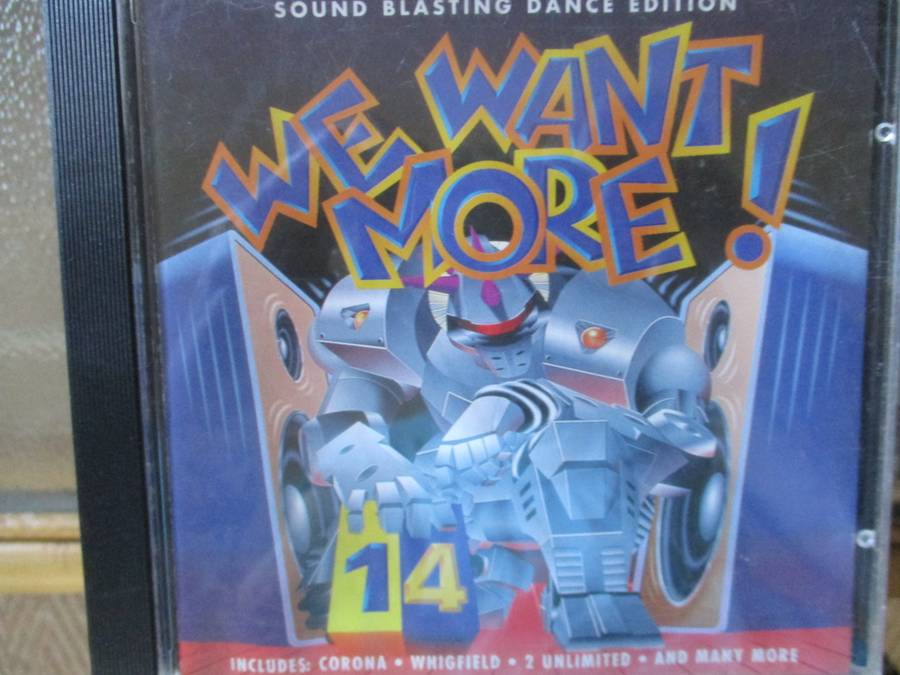 SOUND BLASTING DANCE EDITION
WE WANT
MORE!
14
INCLUDES: CORONA • WHIGFIELD • 2 UNLIMITED • AND MANY MORE